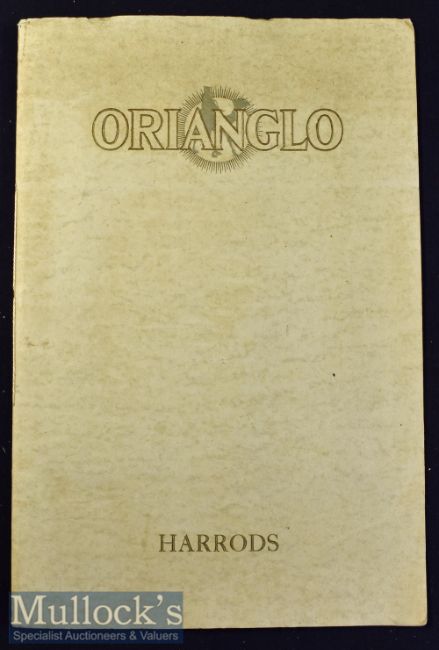 ORIANGLO
HARRODS
Mullock's
Specialist Auctioneers & Valuers